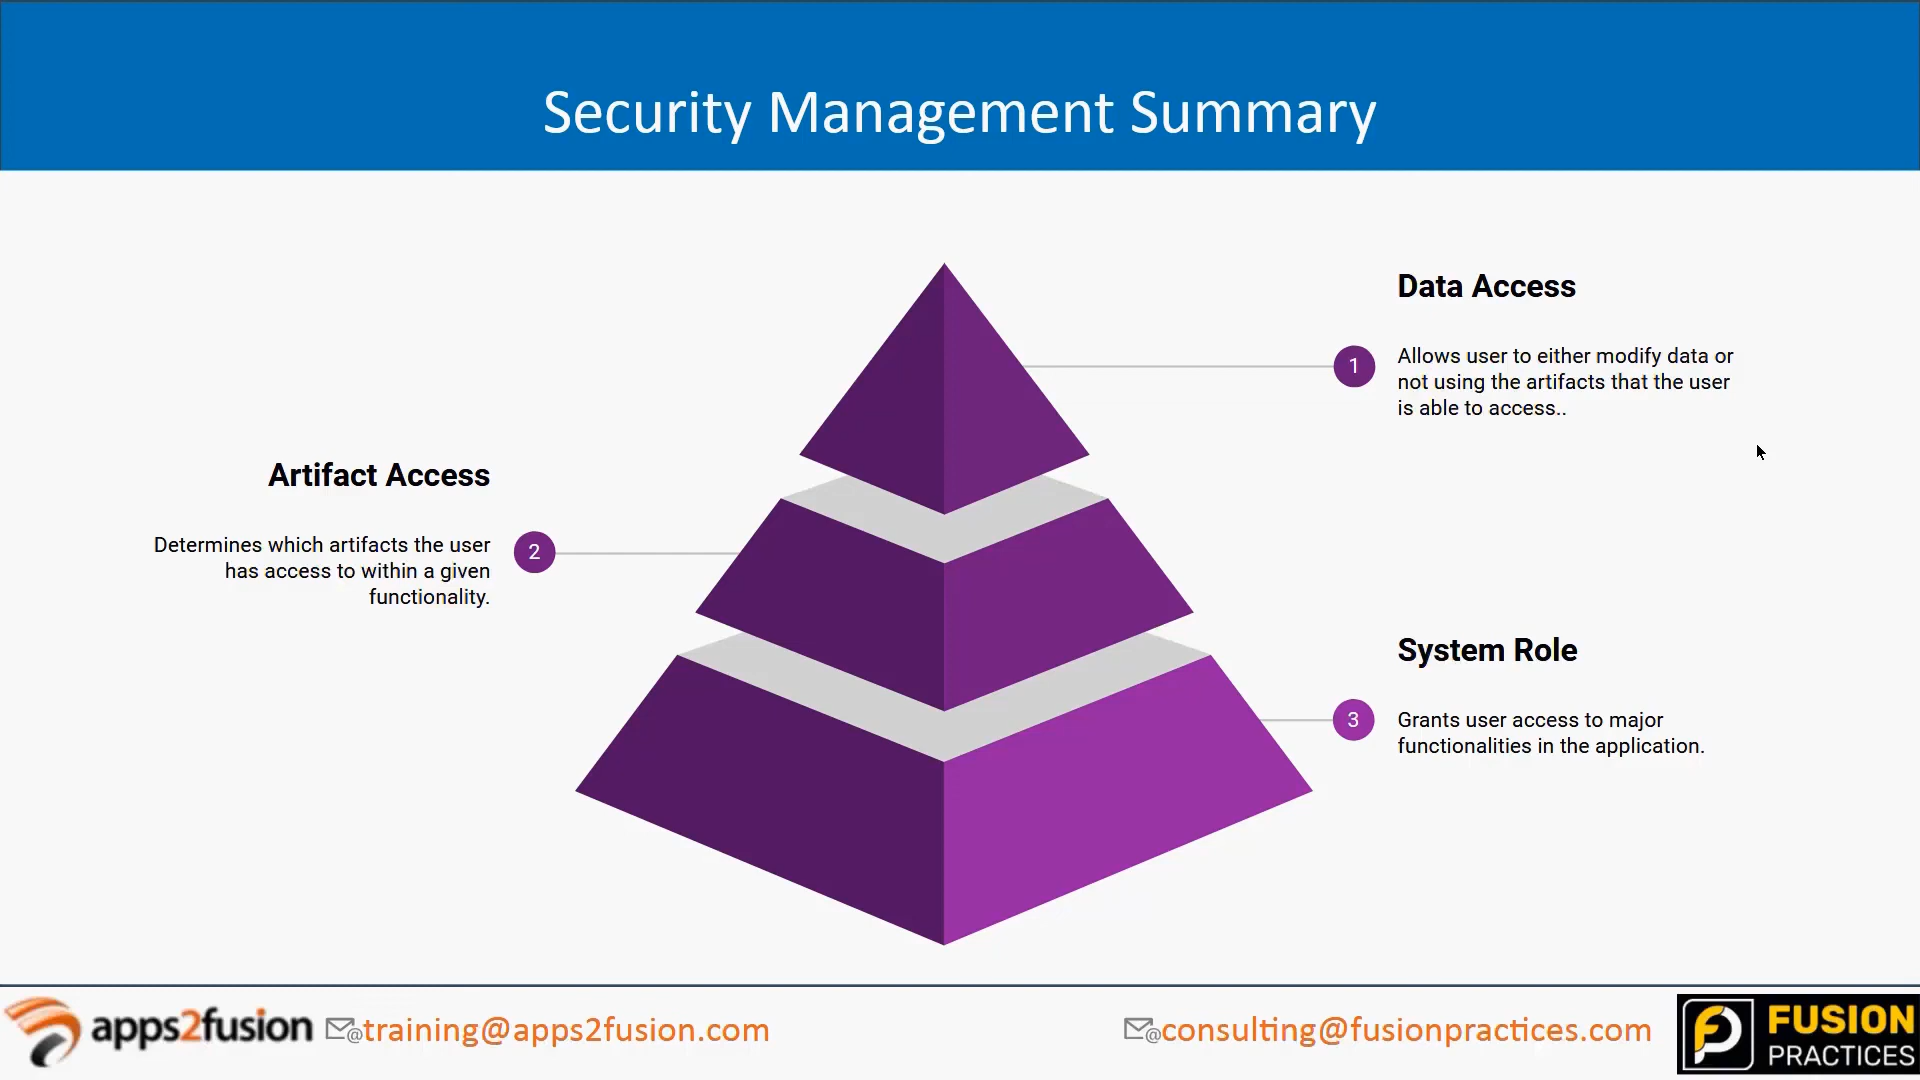 Security Management Summary
Data Access
1
Allows user to either modify data or
not using the artifacts that the user
is able to access..
Artifact Access
Determines which artifacts the user
has access to within a given
functionality.
2
System Role
3
Grants user access to major
functionalities in the application.
apps2fusion
training@apps2fusion.com
consulting@fusionpractices.com
FUSION
PRACTICES